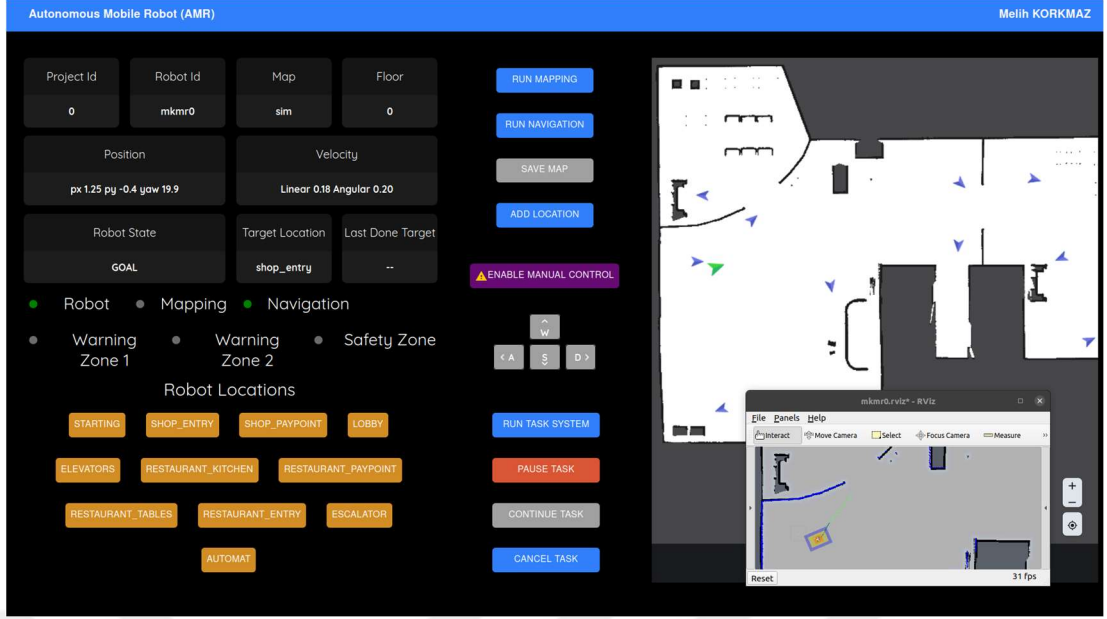 Autonomous Mobile Robot (AMR)
Melih KORKMAZ
Project Id
Robot Id
Map
Floor
0
mkmr0
sim
0
Position
Velocity
px 1.25 py -0.4 yaw 19.9
Linear 0.18 Angular 0.20
Robot State
Target Location
Last Done Target
GOAL
shop_entry
--
Robot
Mapping
Navigation
Warning
Zone 1
Warning
Zone 2
Safety Zone
Robot Locations
STARTING
SHOP_ENTRY
SHOP_PAYPOINT
LOBBY
ELEVATORS
RESTAURANT_KITCHEN
RESTAURANT_PAYPOINT
RESTAURANT_TABLES
RESTAURANT_ENTRY
ESCALATOR
AUTOMAT
RUN MAPPING
RUN NAVIGATION
SAVE MAP
ADD LOCATION
ENABLE MANUAL CONTROL
W
< A
S
D >
RUN TASK SYSTEM
PAUSE TASK
CONTINUE TASK
CANCEL TASK
mkmr0.rviz* - RViz
File Panels Help
Interact
Move Camera
Select
Focus Camera
Measure
»
Reset
31 fps
+
−